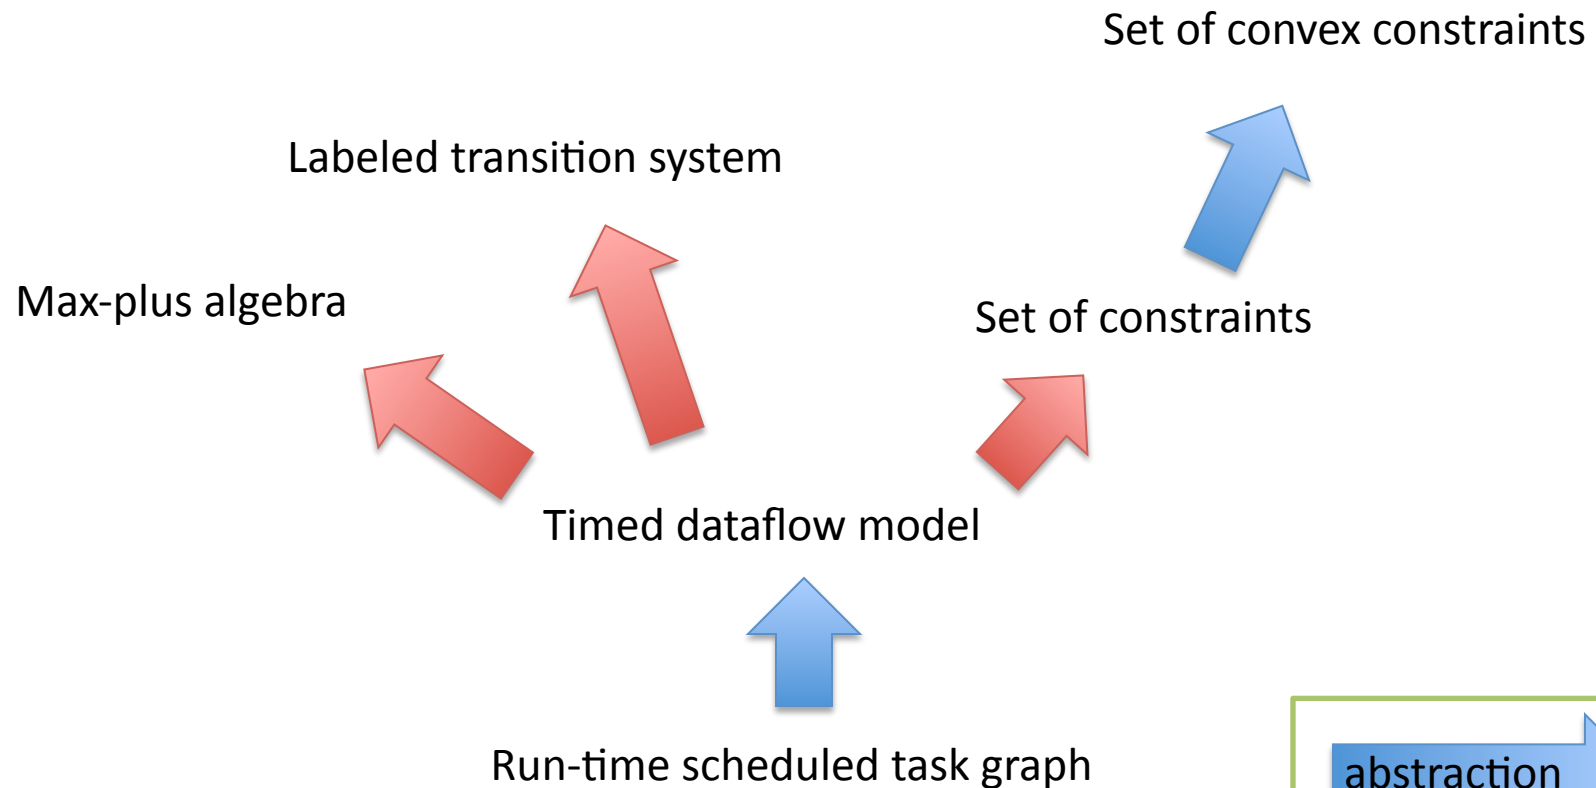 Set of convex constraints
Labeled transition system
Max-plus algebra
Set of constraints
Timed dataflow model
Run-time scheduled task graph
abstraction